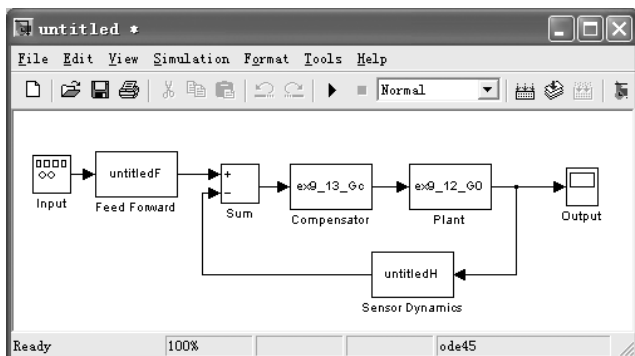 untitled *
File Edit View Simulation Format Tools Help
Normal
untitledF
+
−
ex9_13_Gc
ex9_12_G0
Input
Feed Forward
Sum
Compensator
Plant
Output
untitledH
Sensor Dynamics
Ready 100% ode45